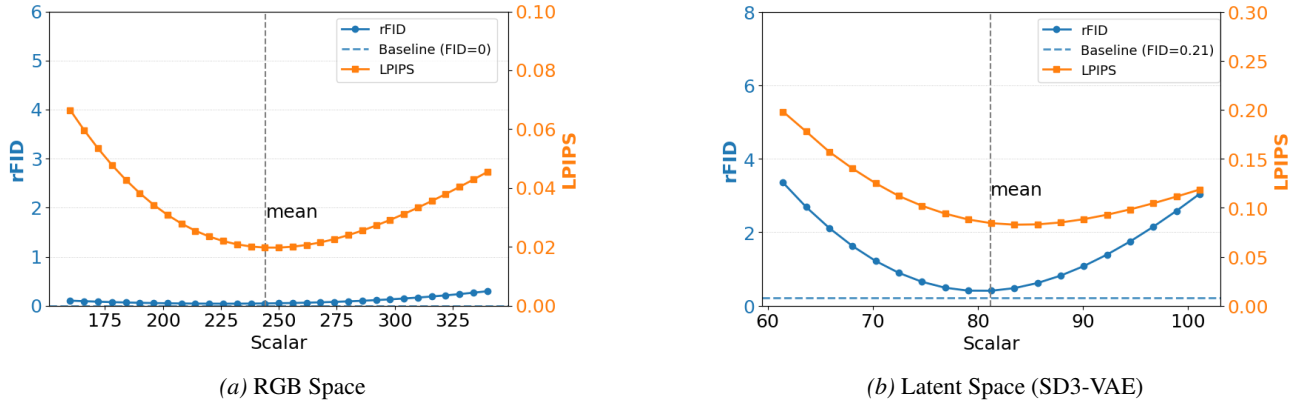 6
5
4
3
2
1
0
rFID
0.10
0.08
0.06
0.04
0.02
0.00
LPIPS
rFID
Baseline (FID=0)
LPIPS
mean
175 200 225 250 275 300 325
Scalar
(a) RGB Space
8
6
4
2
0
rFID
0.30
0.25
0.20
0.15
0.10
0.05
0.00
LPIPS
rFID
Baseline (FID=0.21)
LPIPS
mean
60 70 80 90 100
Scalar
(b) Latent Space (SD3-VAE)